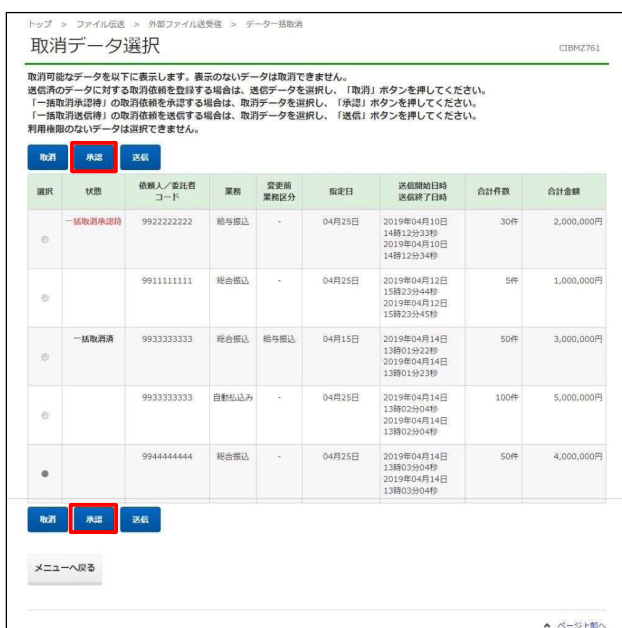 トップ > ファイル伝送 > 外部ファイル送受信 > データ一括取消
取消データ選択
CIBMZ761
取消可能なデータを以下に表示します。表示のないデータは取消できません。
送信済のデータに対する取消依頼を登録する場合は、送信データを選択し、「取消」ボタンを押してください。
「一括取消承認待」の取消依頼を承認する場合は、取消データを選択し、「承認」ボタンを押してください。
「一括取消送信待」の取消依頼を送信する場合は、取消データを選択し、「送信」ボタンを押してください。
利用権限のないデータは選択できません。
取消 承認 送信
選択 状態 依頼人/委託者コード 業務 変更前業務区分 指定日 送信開始日時 送信終了日時 合計件数 合計金額
一括取消承認待 9922222222 給与振込 - 04月25日 2019年04月10日 30件 2,000,000円
14時12分33秒
2019年04月10日
14時12分34秒
9911111111 総合振込 - 04月25日 2019年04月12日 5件 1,000,000円
15時23分44秒
2019年04月12日
15時23分45秒
一括取消済 9933333333 総合振込 給与振込 04月15日 2019年04月14日 50件 3,000,000円
13時01分22秒
2019年04月14日
13時01分23秒
9933333333 自動払込み - 04月25日 2019年04月14日 100件 5,000,000円
13時02分04秒
2019年04月14日
13時02分04秒
9944444444 総合振込 - 04月25日 2019年04月14日 50件 4,000,000円
13時03分04秒
2019年04月14日
13時03分04秒
取消 承認 送信
メニューへ戻る
ページ上部へ